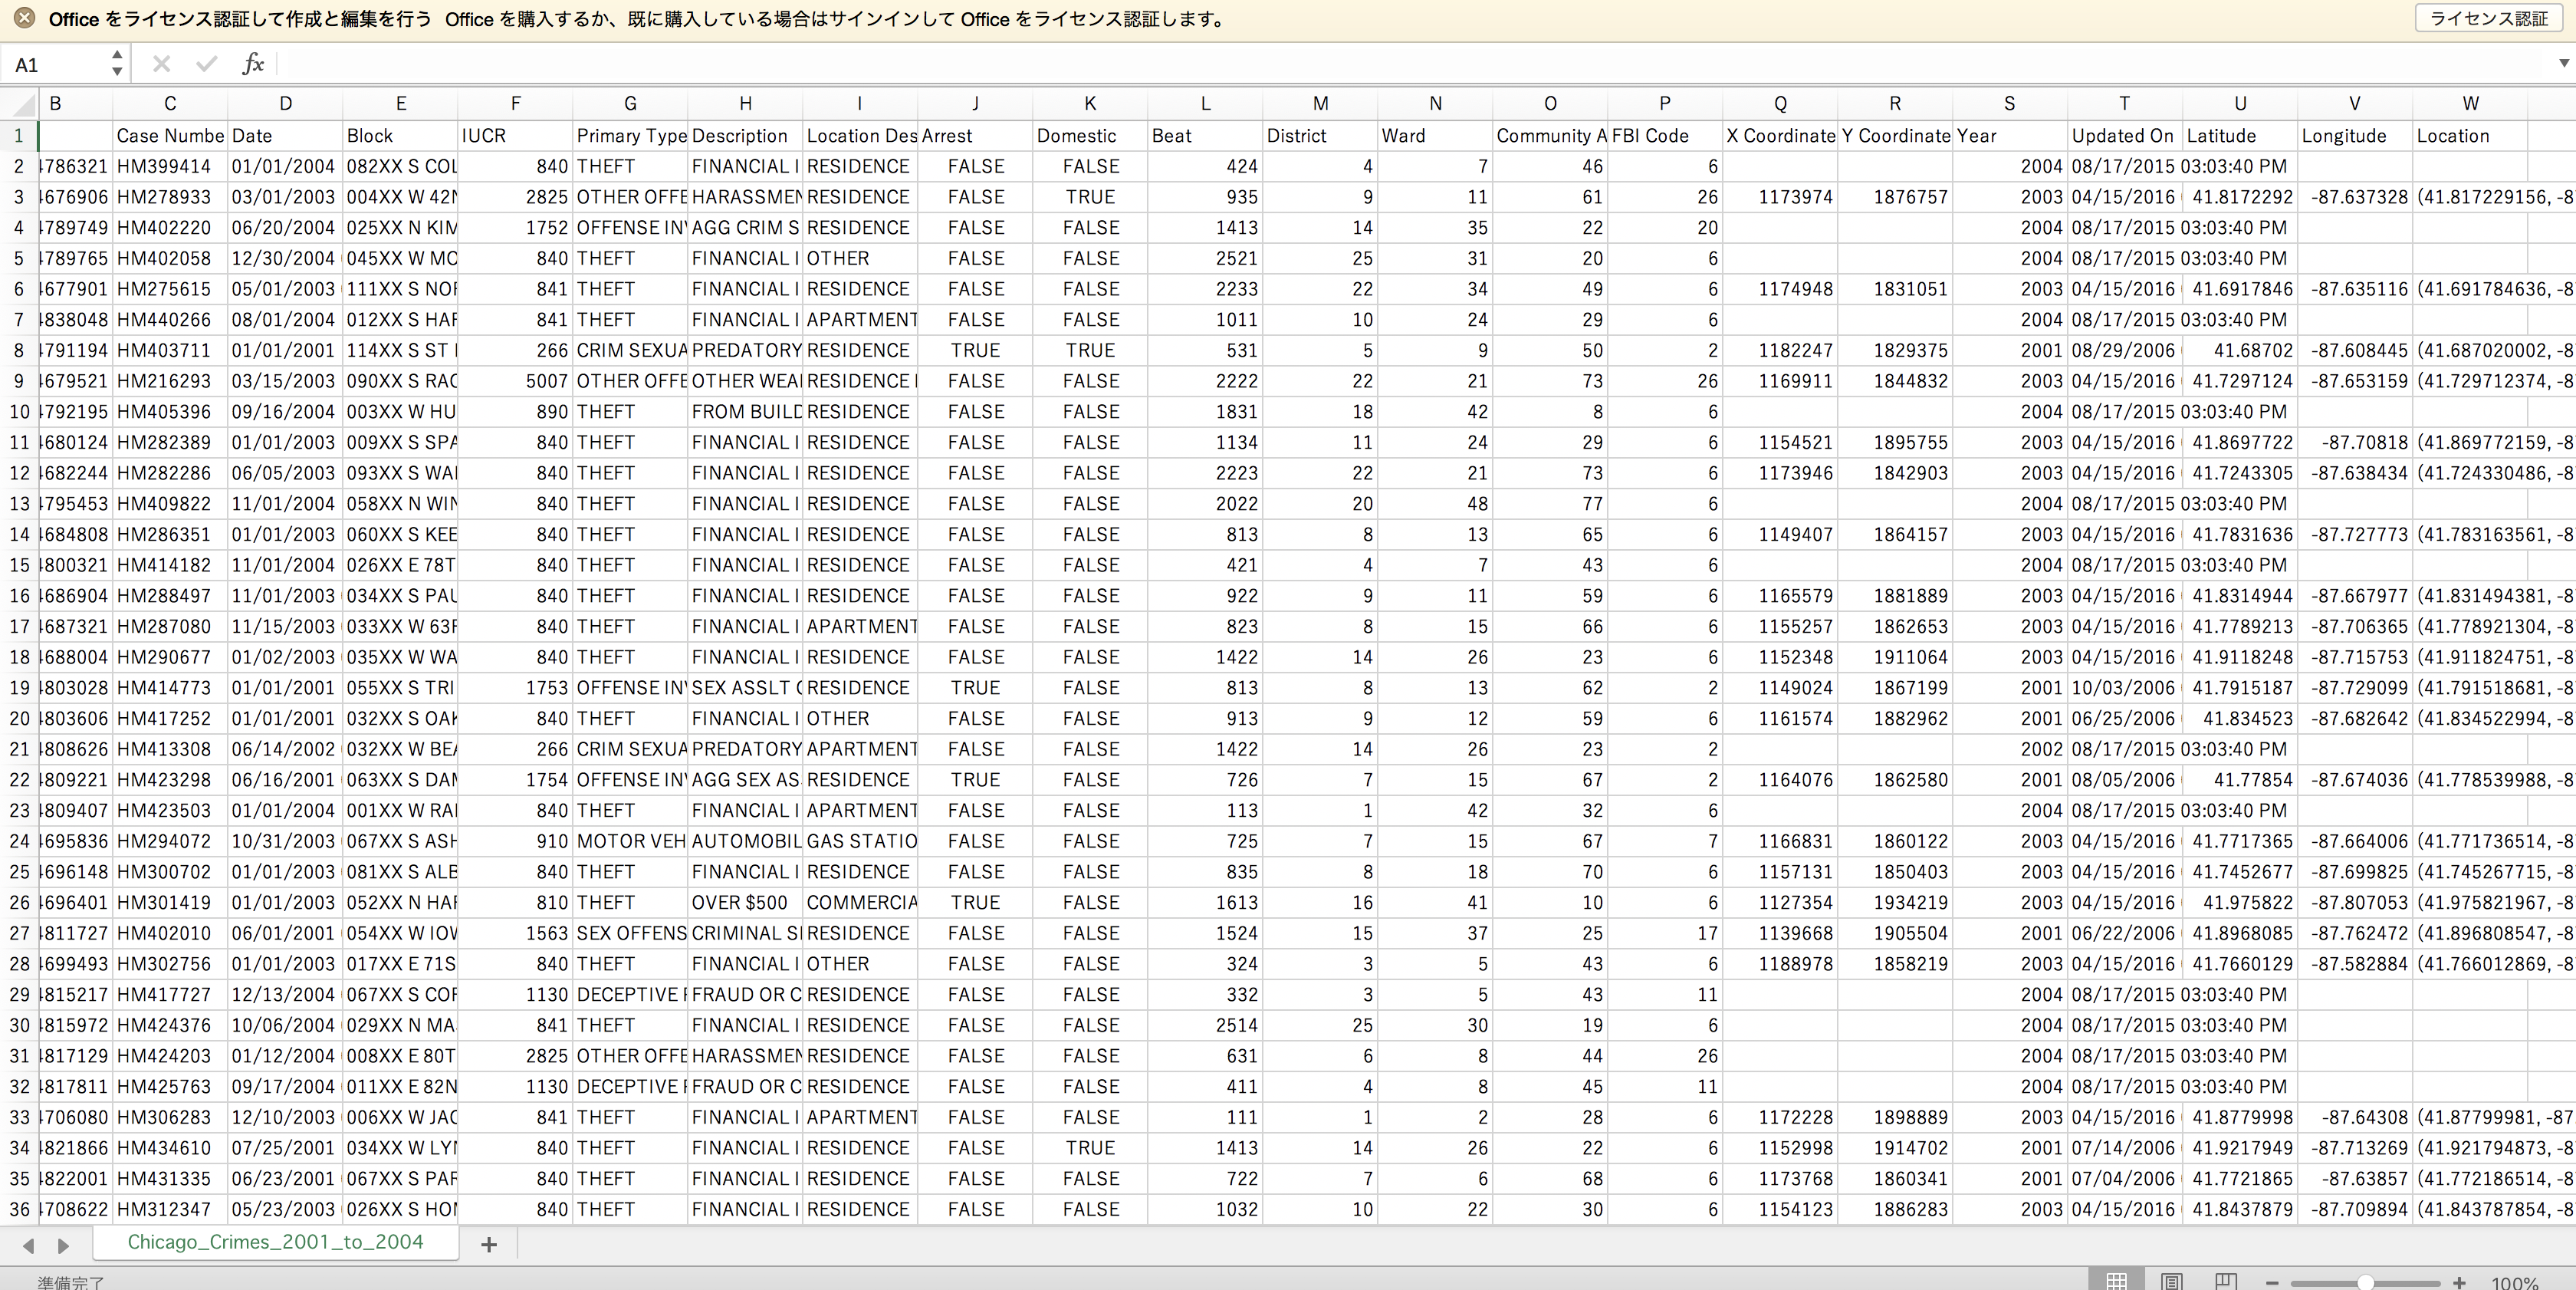 Office をライセンス認証して作成と編集を行う Office を購入するか、既に購入している場合はサインインして Office をライセンス認証します。 ライセンス認証
A1 fx
B C D E F G H I J K L M N O P Q R S T U V W
1 Case Numbe Date Block IUCR Primary Type Description Location Des Arrest Domestic Beat District Ward Community A FBI Code X Coordinate Y Coordinate Year Updated On Latitude Longitude Location
2 4786321 HM399414 01/01/2004 082XX S COL 840 THEFT FINANCIAL I RESIDENCE FALSE FALSE 424 4 7 46 6 2004 08/17/2015 03:03:40 PM
3 4676906 HM278933 03/01/2003 004XX W 42N 2825 OTHER OFFE HARASSMEN RESIDENCE FALSE TRUE 935 9 11 61 26 1173974 1876757 2003 04/15/2016 41.8172292 -87.637328 (41.817229156, -8
4 4789749 HM402220 06/20/2004 025XX N KIM 1752 OFFENSE INV AGG CRIM S RESIDENCE FALSE FALSE 1413 14 35 22 20 2004 08/17/2015 03:03:40 PM
5 4789765 HM402058 12/30/2004 045XX W MO 840 THEFT FINANCIAL I OTHER FALSE FALSE 2521 25 31 20 6 2004 08/17/2015 03:03:40 PM
6 4677901 HM275615 05/01/2003 111XX S NOR 841 THEFT FINANCIAL I RESIDENCE FALSE FALSE 2233 22 34 49 6 1174948 1831051 2003 04/15/2016 41.6917846 -87.635116 (41.691784636, -8
7 4838048 HM440266 08/01/2004 012XX S HAR 841 THEFT FINANCIAL I APARTMENT FALSE FALSE 1011 10 24 29 6 2004 08/17/2015 03:03:40 PM
8 4791194 HM403711 01/01/2001 114XX S ST 266 CRIM SEXUA PREDATORY RESIDENCE TRUE TRUE 531 5 9 50 2 1182247 1829375 2001 08/29/2006 41.68702 -87.608445 (41.687020002, -8
9 4679521 HM216293 03/15/2003 090XX S RAC 5007 OTHER OFFE OTHER WEA RESIDENCE FALSE FALSE 2222 22 21 73 26 1169911 1844832 2003 04/15/2016 41.7297124 -87.653159 (41.729712374, -8
10 4792195 HM405396 09/16/2004 003XX W HU 890 THEFT FROM BUILD RESIDENCE FALSE FALSE 1831 18 42 8 6 2004 08/17/2015 03:03:40 PM
11 4680124 HM282389 01/01/2003 009XX S SPA 840 THEFT FINANCIAL I RESIDENCE FALSE FALSE 1134 11 24 29 6 1154521 1895755 2003 04/15/2016 41.8697722 -87.70818 (41.869772159, -8
12 4682244 HM282286 06/05/2003 093XX S WAL 840 THEFT FINANCIAL I RESIDENCE FALSE FALSE 2223 22 21 73 6 1173946 1842903 2003 04/15/2016 41.7243305 -87.638434 (41.724330486, -8
13 4795453 HM409822 11/01/2004 058XX N WIN 840 THEFT FINANCIAL I RESIDENCE FALSE FALSE 2022 20 48 77 6 2004 08/17/2015 03:03:40 PM
14 4684808 HM286351 01/01/2003 060XX S KEE 840 THEFT FINANCIAL I RESIDENCE FALSE FALSE 813 8 13 65 6 1149407 1864157 2003 04/15/2016 41.7831636 -87.727773 (41.783163561, -8
15 4800321 HM414182 11/01/2004 026XX E 78T 840 THEFT FINANCIAL I RESIDENCE FALSE FALSE 421 4 7 43 6 2004 08/17/2015 03:03:40 PM
16 4686904 HM288497 11/01/2003 034XX S PAU 840 THEFT FINANCIAL I RESIDENCE FALSE FALSE 922 9 11 59 6 1165579 1881889 2003 04/15/2016 41.8314944 -87.667977 (41.831494381, -8
17 4687321 HM287080 11/15/2003 033XX W 63R 840 THEFT FINANCIAL I APARTMENT FALSE FALSE 823 8 15 66 6 1155257 1862653 2003 04/15/2016 41.7789213 -87.706365 (41.778921304, -8
18 4688004 HM290677 01/02/2003 035XX W WA 840 THEFT FINANCIAL I RESIDENCE FALSE FALSE 1422 14 26 23 6 1152348 1911064 2003 04/15/2016 41.9118248 -87.715753 (41.911824751, -8
19 4803028 HM414773 01/01/2001 055XX S TRI 1753 OFFENSE INV SEX ASSLT RESIDENCE TRUE FALSE 813 8 13 62 2 1149024 1867199 2001 10/03/2006 41.7915187 -87.729099 (41.791518681, -8
20 4803606 HM417252 01/01/2001 032XX S OAK 840 THEFT FINANCIAL I OTHER FALSE FALSE 913 9 12 59 6 1161574 1882962 2001 06/25/2006 41.834523 -87.682642 (41.834522994, -8
21 4808626 HM413308 06/14/2002 032XX W BEA 266 CRIM SEXUA PREDATORY APARTMENT FALSE FALSE 1422 14 26 23 2 2002 08/17/2015 03:03:40 PM
22 4809221 HM423298 06/16/2001 063XX S DAM 1754 OFFENSE INV AGG SEX AS RESIDENCE TRUE FALSE 726 7 15 67 2 1164076 1862580 2001 08/05/2006 41.77854 -87.674036 (41.778539988, -8
23 4809407 HM423503 01/01/2004 001XX W RAN 840 THEFT FINANCIAL I APARTMENT FALSE FALSE 113 1 42 32 6 2004 08/17/2015 03:03:40 PM
24 4695836 HM294072 10/31/2003 067XX S ASH 910 MOTOR VEH AUTOMOBIL GAS STATIO FALSE FALSE 725 7 15 67 7 1166831 1860122 2003 04/15/2016 41.7717365 -87.664006 (41.771736514, -8
25 4696148 HM300702 01/01/2003 081XX S ALB 840 THEFT FINANCIAL I RESIDENCE FALSE FALSE 835 8 18 70 6 1157131 1850403 2003 04/15/2016 41.7452677 -87.699825 (41.745267715, -8
26 4696401 HM301419 01/01/2003 052XX N HAR 810 THEFT OVER $500 COMMERCIA TRUE FALSE 1613 16 41 10 6 1127354 1934219 2003 04/15/2016 41.975822 -87.807053 (41.975821967, -8
27 4811727 HM402010 06/01/2001 054XX W IOW 1563 SEX OFFENS CRIMINAL S RESIDENCE FALSE FALSE 1524 15 37 25 17 1139668 1905504 2001 06/22/2006 41.8968085 -87.762472 (41.896808547, -8
28 4699493 HM302756 01/01/2003 017XX E 71S 840 THEFT FINANCIAL I OTHER FALSE FALSE 324 3 5 43 6 1188978 1858219 2003 04/15/2016 41.7660129 -87.582884 (41.766012869, -8
29 4815217 HM417727 12/13/2004 067XX S COR 1130 DECEPTIVE FRAUD OR C RESIDENCE FALSE FALSE 332 3 5 43 11 2004 08/17/2015 03:03:40 PM
30 4815972 HM424376 10/06/2004 029XX N MA 841 THEFT FINANCIAL I RESIDENCE FALSE FALSE 2514 25 30 19 6 2004 08/17/2015 03:03:40 PM
31 4817129 HM424203 01/12/2004 008XX E 80T 2825 OTHER OFFE HARASSMEN RESIDENCE FALSE FALSE 631 6 8 44 26 2004 08/17/2015 03:03:40 PM
32 4817811 HM425763 09/17/2004 011XX E 82N 1130 DECEPTIVE FRAUD OR C RESIDENCE FALSE FALSE 411 4 8 45 11 2004 08/17/2015 03:03:40 PM
33 4706080 HM306283 12/10/2003 006XX W JAC 841 THEFT FINANCIAL I APARTMENT FALSE FALSE 111 1 2 28 6 1172228 1898889 2003 04/15/2016 41.8779998 -87.64308 (41.87799981, -87
34 4821866 HM434610 07/25/2001 034XX W LYN 840 THEFT FINANCIAL I RESIDENCE FALSE TRUE 1413 14 26 22 6 1152998 1914702 2001 07/14/2006 41.9217949 -87.713269 (41.921794873, -8
35 4822001 HM431335 06/23/2001 067XX S PAR 840 THEFT FINANCIAL I RESIDENCE FALSE FALSE 722 7 6 68 6 1173768 1860341 2001 07/04/2006 41.7721865 -87.63857 (41.772186514, -8
36 4708622 HM312347 05/23/2003 026XX S HOM 840 THEFT FINANCIAL I RESIDENCE FALSE FALSE 1032 10 22 30 6 1154123 1886283 2003 04/15/2016 41.8437879 -87.709894 (41.843787854, -8
Chicago_Crimes_2001_to_2004
準備完了 100%